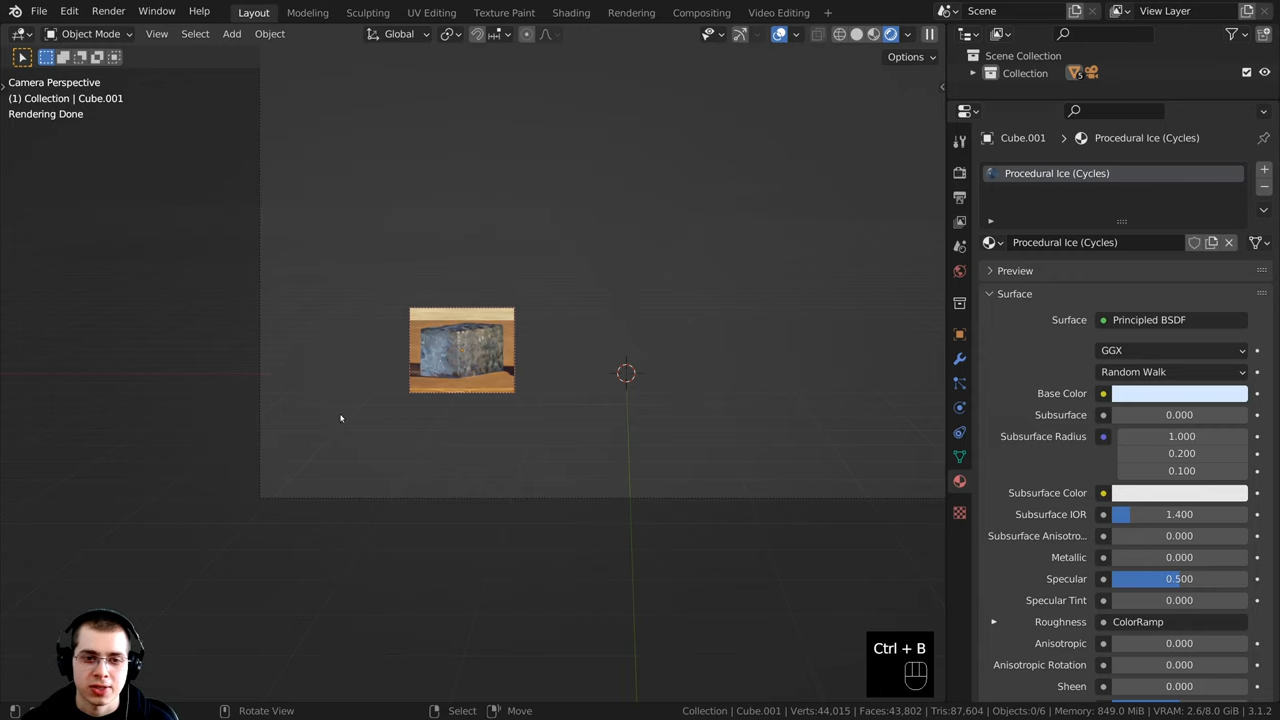 File Edit Render Window Help Layout Modeling Sculpting UV Editing Texture Paint Shading Rendering Compositing Video Editing + Scene View Layer
Object Mode View Select Add Object Global
Options
Scene Collection
Collection 5
Camera Perspective
(1) Collection | Cube.001
Rendering Done
Cube.001 > Procedural Ice (Cycles)
Procedural Ice (Cycles)
Procedural Ice (Cycles)
Preview
Surface
Surface Principled BSDF
GGX
Random Walk
Base Color
Subsurface 0.000
Subsurface Radius 1.000
0.200
0.100
Subsurface Color
Subsurface IOR 1.400
Subsurface Anisotro... 0.000
Metallic 0.000
Specular 0.500
Specular Tint 0.000
Roughness ColorRamp
Anisotropic 0.000
Anisotropic Rotation 0.000
Sheen 0.000
Ctrl + B
Rotate View Select Move Collection | Cube.001 | Verts:44,015 | Faces:43,802 | Tris:87,604 | Objects:0/6 | Memory: 849.0 MiB | VRAM: 2.6/8.0 GiB | 3.1.2